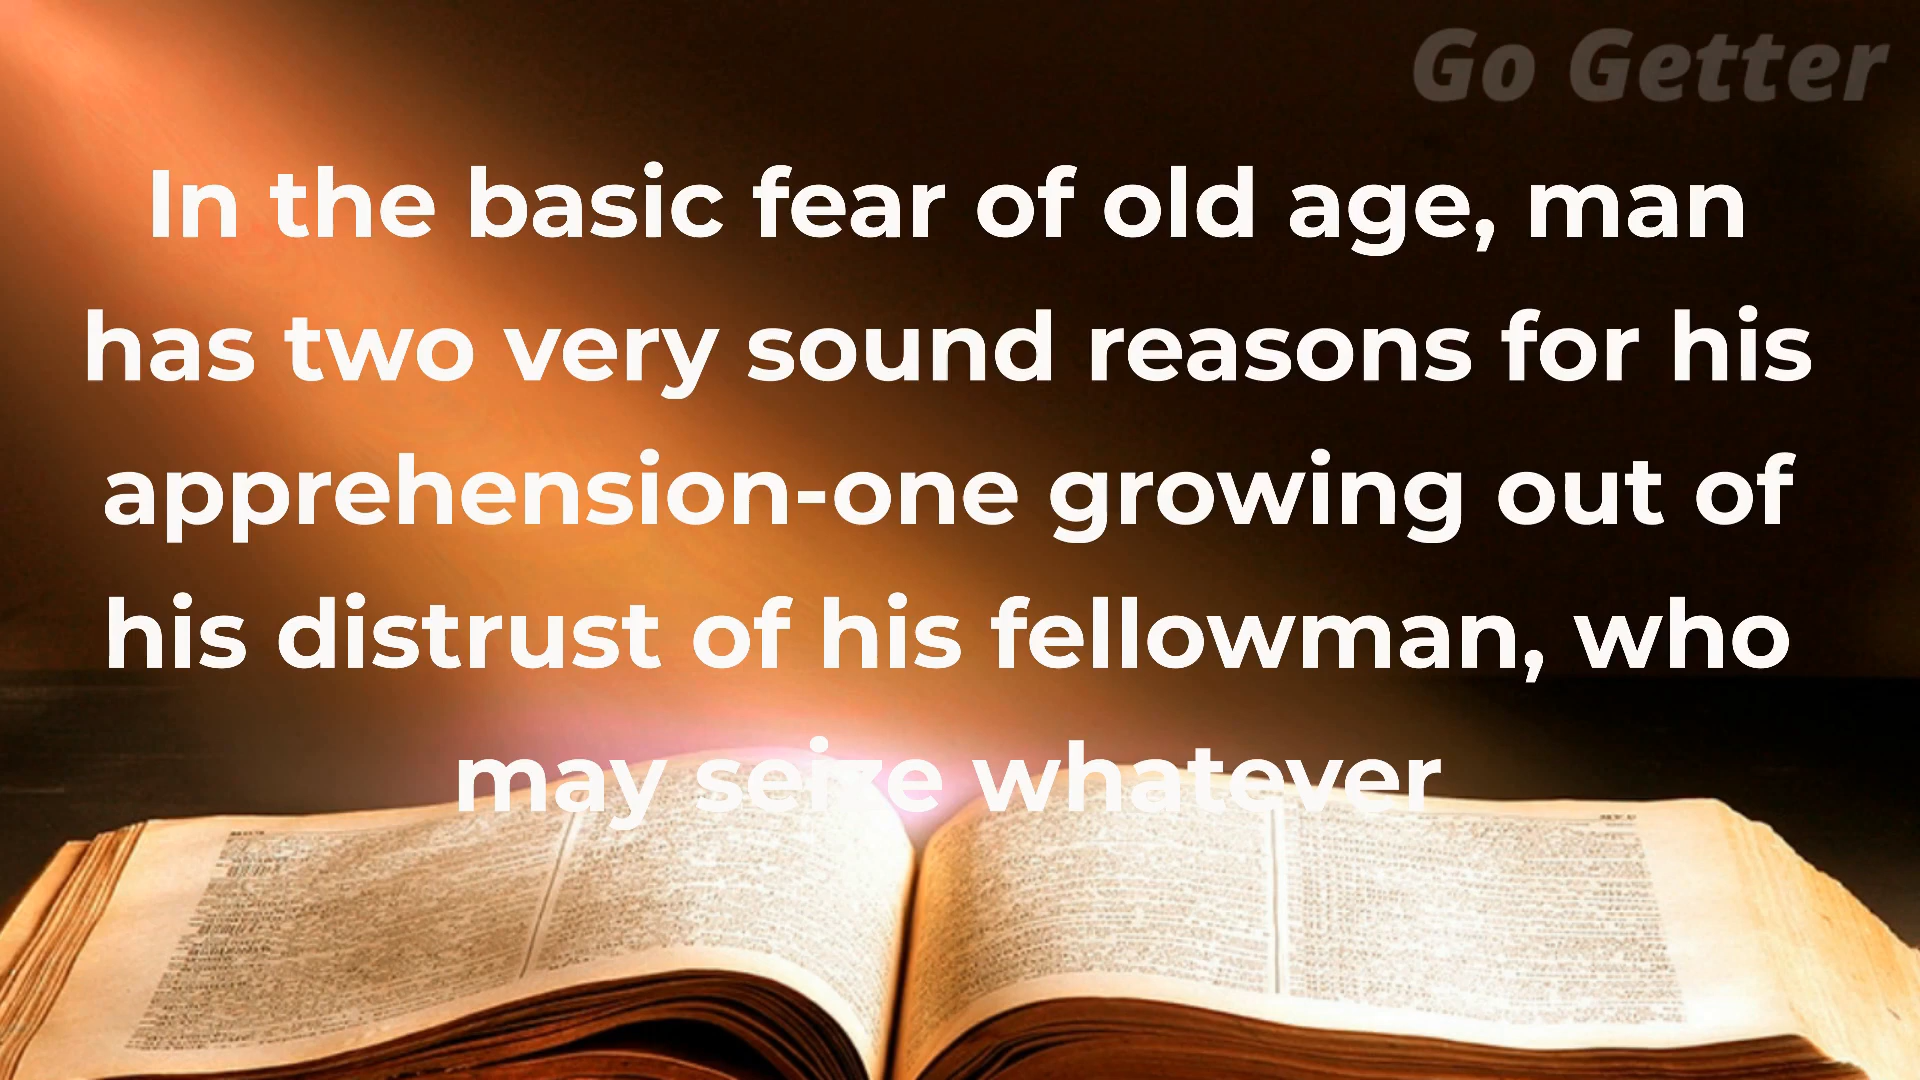 Go Getter
In the basic fear of old age, man
has two very sound reasons for his
apprehension-one growing out of
his distrust of his fellowman, who
may seize whatever